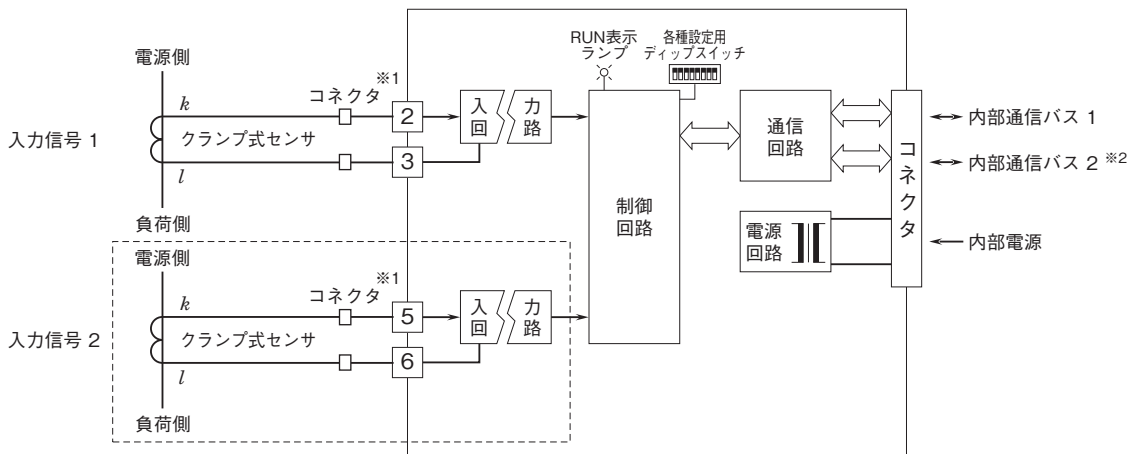 RUN表示
ランプ
各種設定用
ディップスイッチ
電源側
k
コネクタ
※1
2
入力信号 1
クランプ式センサ
3
l
負荷側
入 力
回 路
制御
回路
通信
回路
電源
回路
コネクタ
内部通信バス 1
内部通信バス 2 ※2
内部電源
電源側
k
コネクタ
※1
5
入力信号 2
クランプ式センサ
6
l
負荷側
入 力
回 路